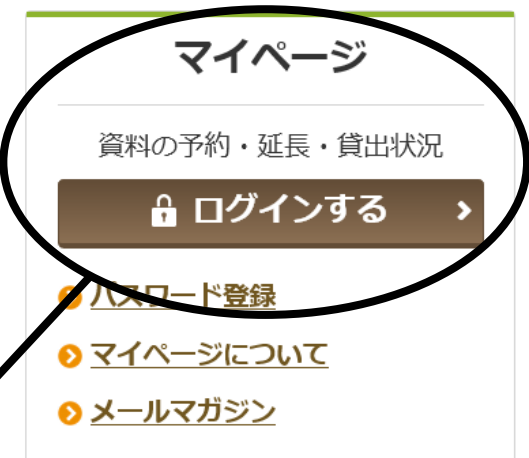 マイページ
資料の予約・延長・貸出状況
ログインする
パスワード登録
マイページについて
メールマガジン